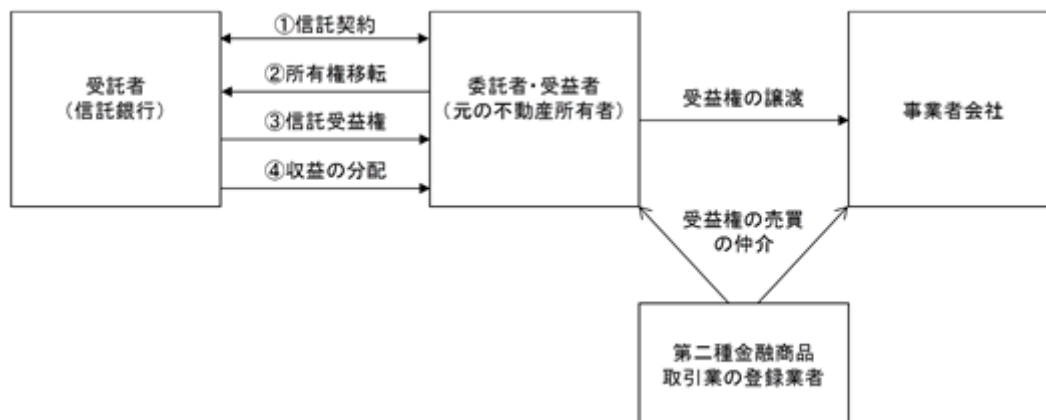 ①信託契約
②所有権移転
③信託受益権
④収益の分配
受託者
（信託銀行）
委託者・受益者
（元の不動産所有者）
受益権の譲渡
事業者会社
受益権の売買
の仲介
第二種金融商品
取引業の登録業者